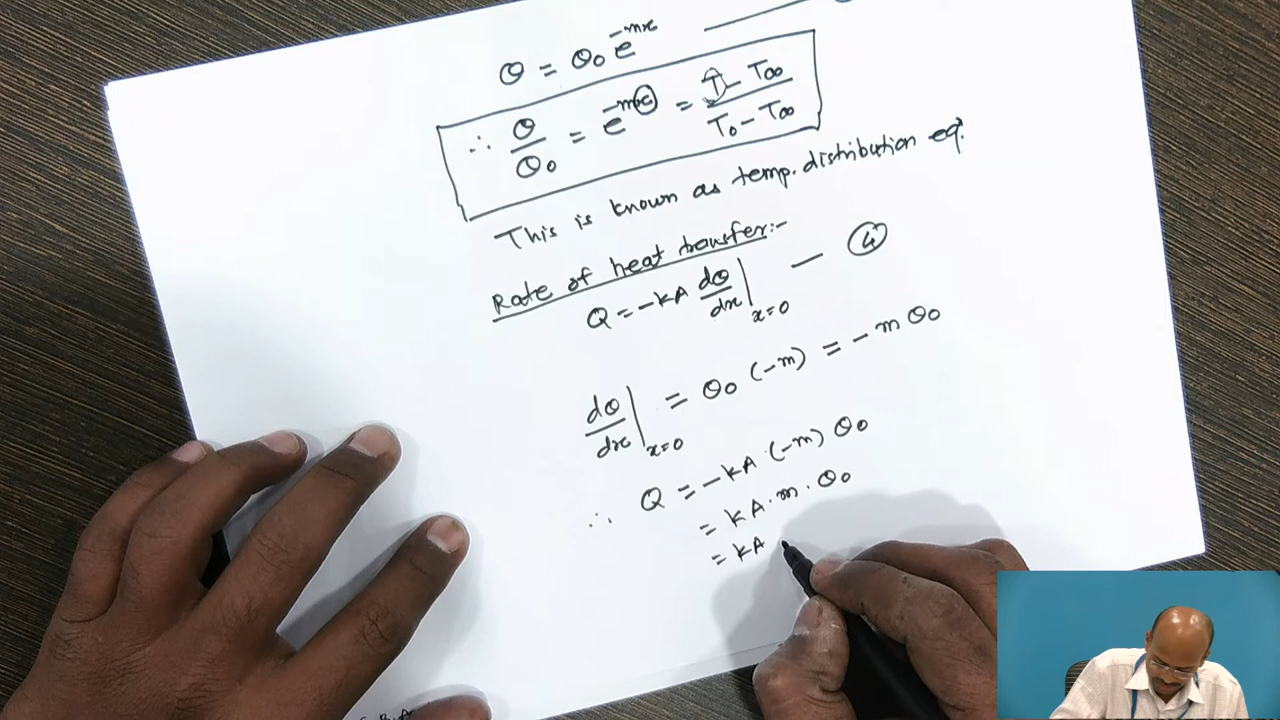 θ = θ₀ e^(-mx) —
∴ θ/θ₀ = e^(-mx) = (T - T∞)/(T₀ - T∞)
This is known as temp. distribution eqⁿ.
Rate of heat transfer:-
Q = -kA dθ/dx |x=0 — ④
dθ/dx |x=0 = θ₀ (-m) = -m θ₀
∴ Q = -kA · (-m) θ₀
= kA · m · θ₀
= kA